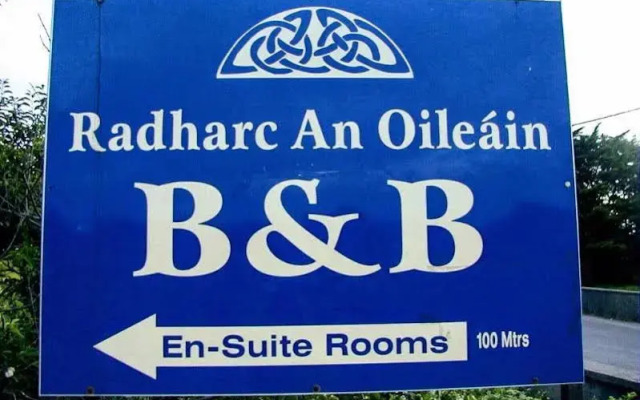 Radharc An Oileáin
B&B
En-Suite Rooms 100 Mtrs